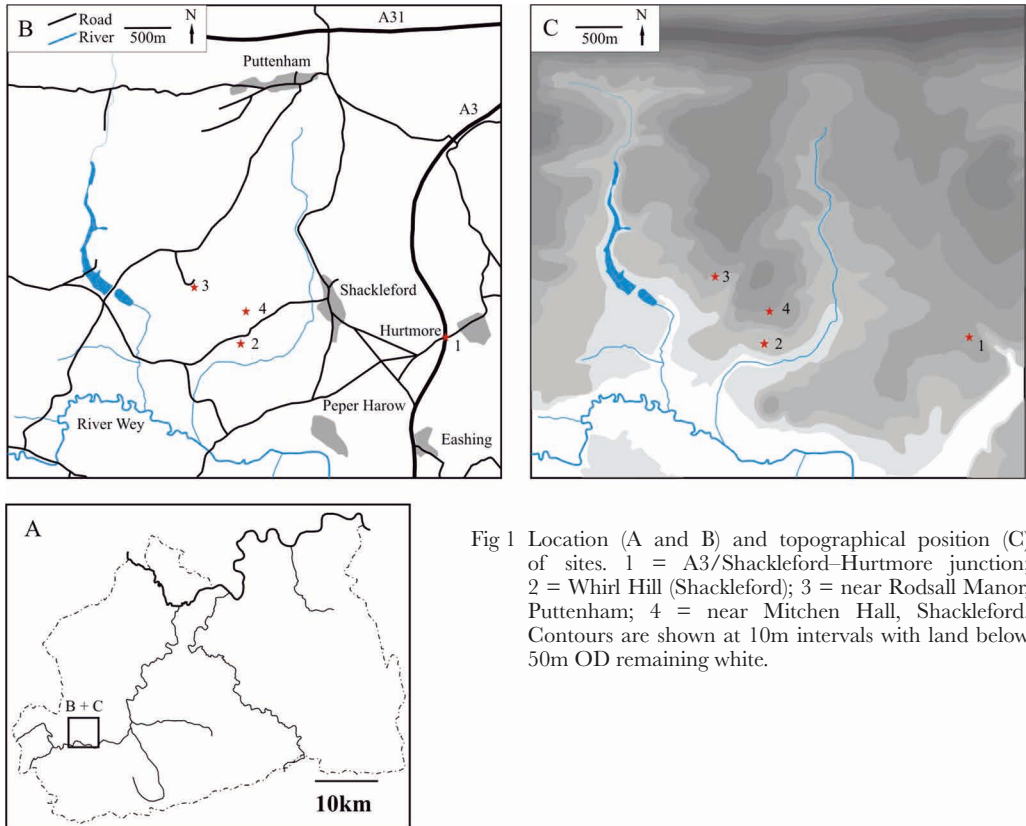 B
Road
River
500m
N
A31
Puttenham
A3
3
4
Shackleford
2
Hurtmore
1
Peper Harow
River Wey
Eashing
C
500m
N
3
4
2
1
A
B + C
10km
Fig 1 Location (A and B) and topographical position (C)
of sites. 1 = A3/Shackleford–Hurtmore junction;
2 = Whirl Hill (Shackleford); 3 = near Rodsall Manor,
Puttenham; 4 = near Mitchen Hall, Shackleford.
Contours are shown at 10m intervals with land below
50m OD remaining white.